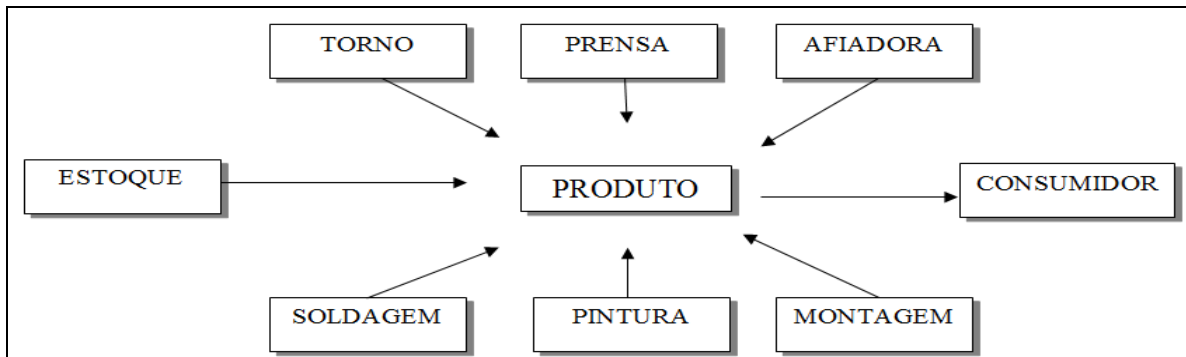 TORNO
PRENSA
AFIADORA
ESTOQUE
PRODUTO
CONSUMIDOR
SOLDAGEM
PINTURA
MONTAGEM